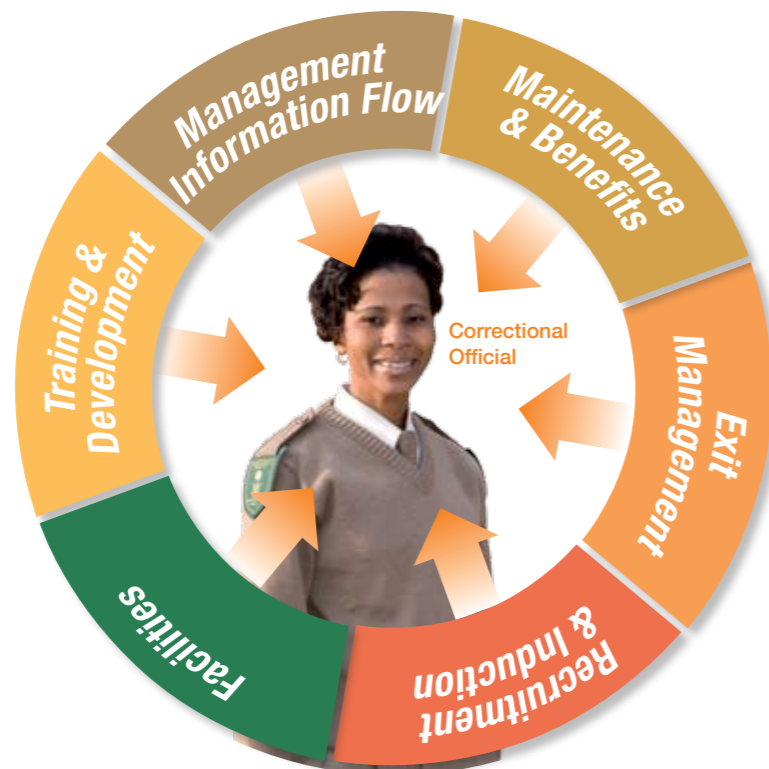 Management
Information Flow
Maintenance
& Benefits
Exit
Management
Recruitment
& Induction
Facilities
Training &
Development
Correctional
Official